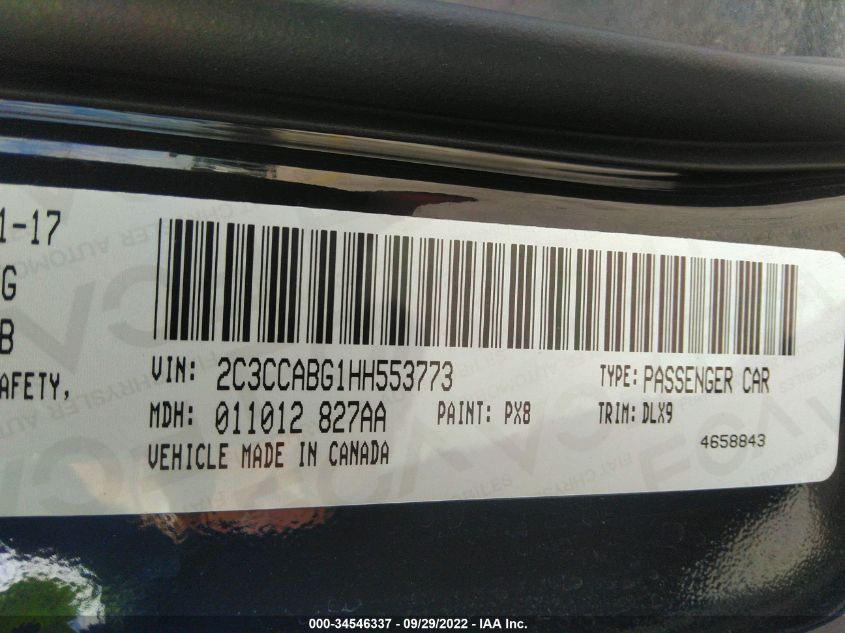 1-17
G
B
AFETY,
VIN: 2C3CCABG1HH553773 TYPE: PASSENGER CAR
MDH: 011012 827AA PAINT: PX8 TRIM: DLX9
VEHICLE MADE IN CANADA 4658843
000-34546337 - 09/29/2022 - IAA Inc.